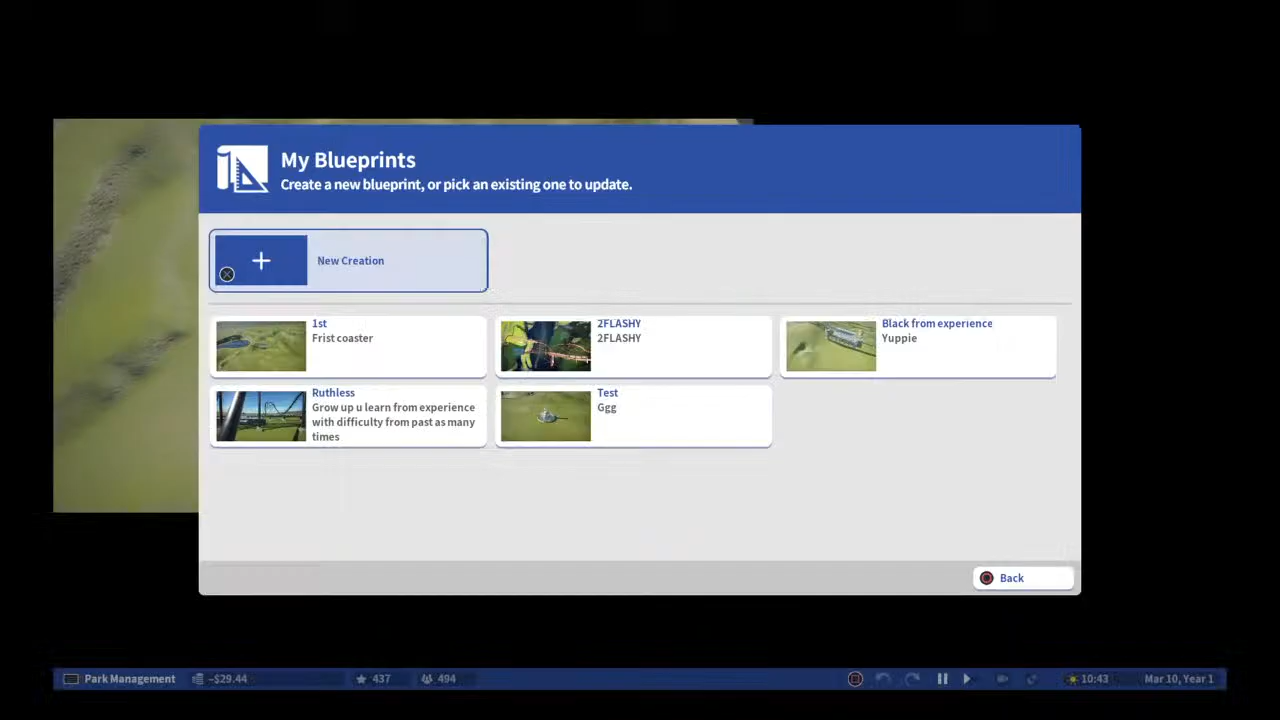 My Blueprints
Create a new blueprint, or pick an existing one to update.
New Creation
1st
Frist coaster
2FLASHY
2FLASHY
Black from experience
Yuppie
Ruthless
Grow up u learn from experience
with difficulty from past as many
times
Test
Ggg
Back
Park Management
-$29.44
437
494
10:43
Mar 10, Year 1